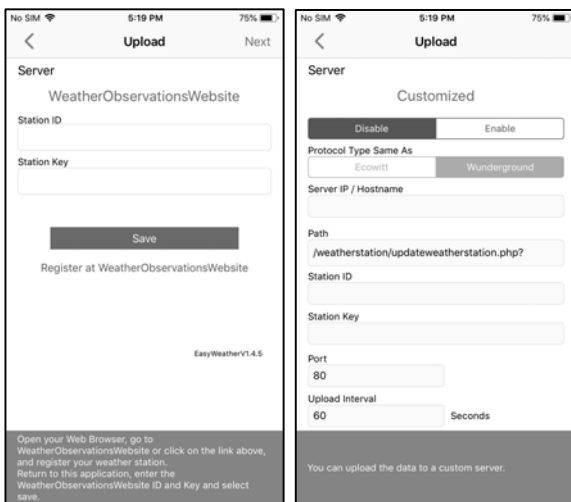 No SIM 5:19 PM 75%
Upload Next
Server
WeatherObservationsWebsite
Station ID
Station Key
Save
Register at WeatherObservationsWebsite
EasyWeatherV1.4.5
Open your Web Browser, go to
WeatherObservationsWebsite or click on the link above,
and register your weather station.
Return to this application, enter the
WeatherObservationsWebsite ID and Key and select
save.
No SIM 5:19 PM 75%
Upload
Server
Customized
Disable Enable
Protocol Type Same As
Ecowitt Wunderground
Server IP / Hostname
Path
/weatherstation/updateweatherstation.php?
Station ID
Station Key
Port
80
Upload Interval
60 Seconds
You can upload the data to a custom server.